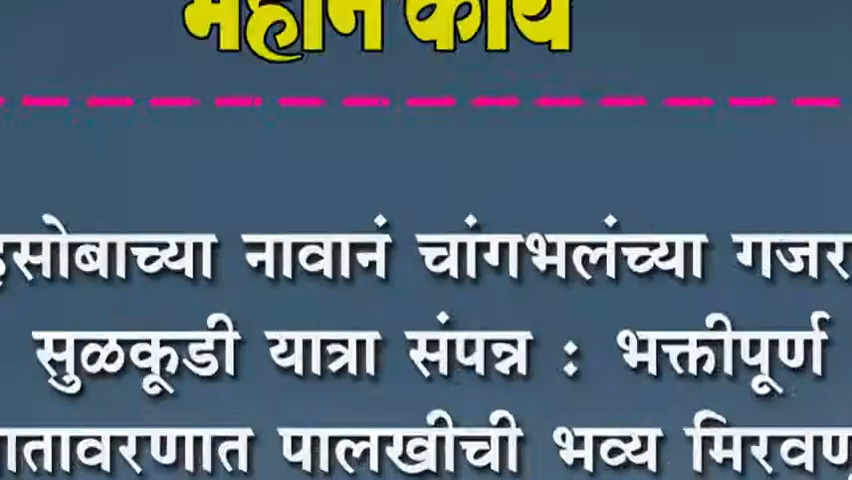 महान कार्य
नावानं चांगभलंच्या
सुळकूडी यात्रा संपन्न : भक्तीपूर्ण
पालखीची भव्य